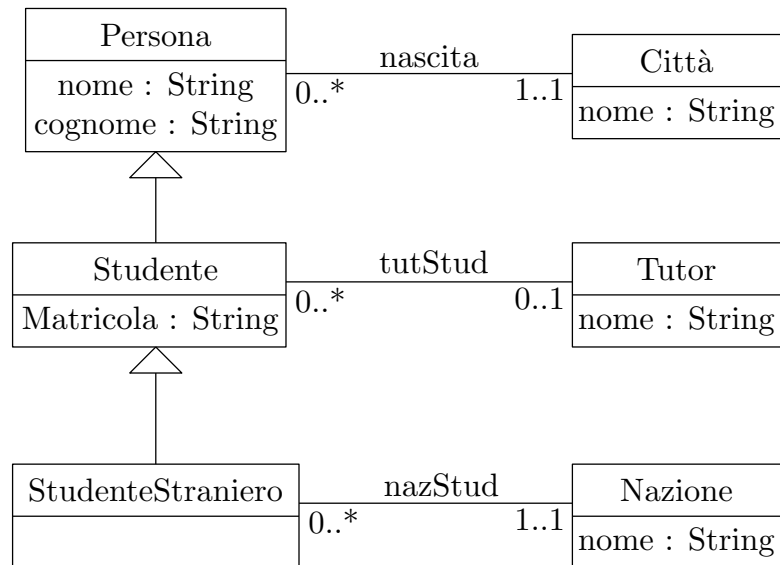 Persona
nome : String
cognome : String
nascita
0..*
1..1
Città
nome : String
Studente
Matricola : String
tutStud
0..*
0..1
Tutor
nome : String
StudenteStraniero
nazStud
0..*
1..1
Nazione
nome : String